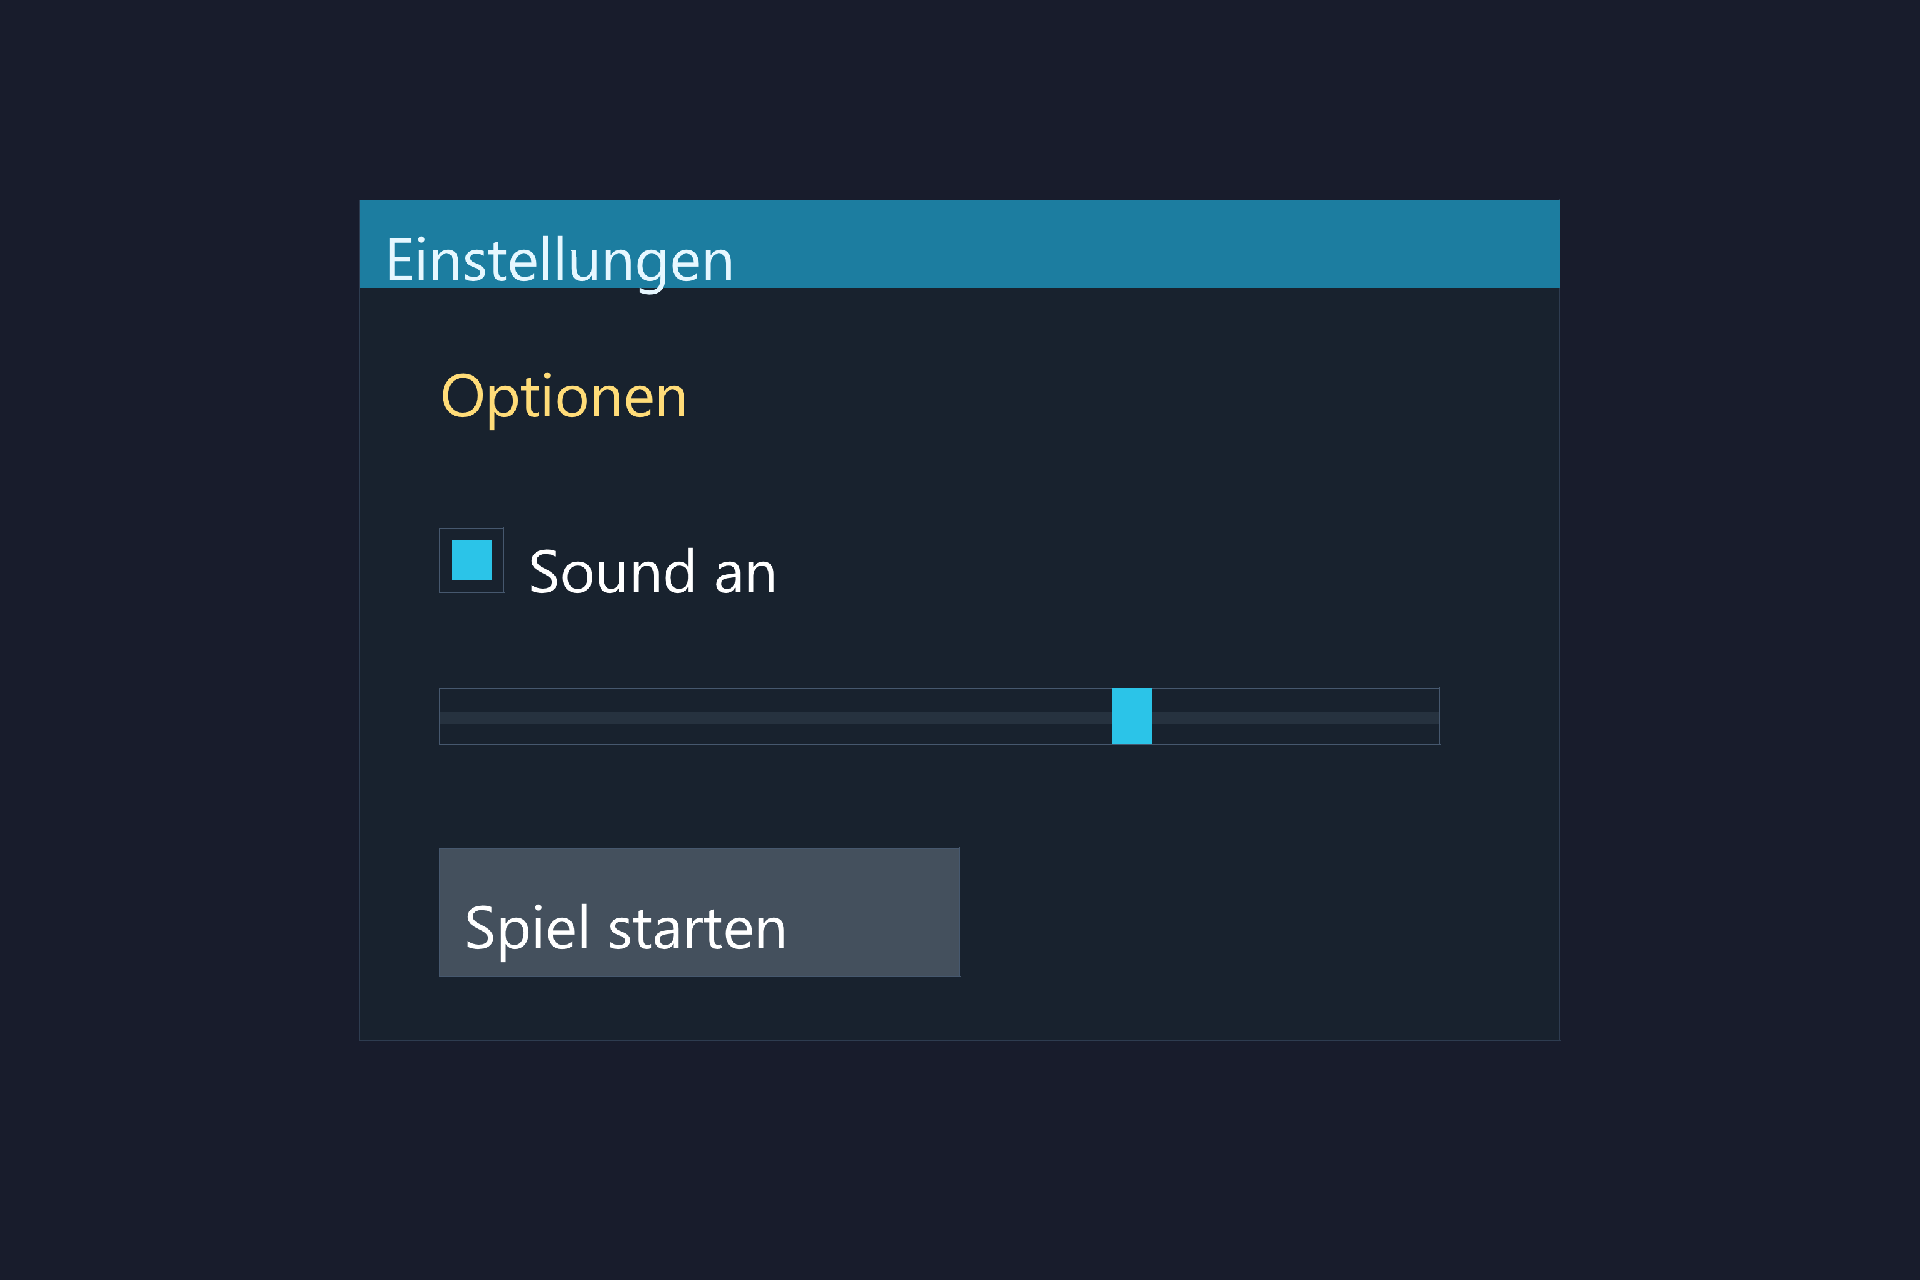 Einstellungen
Optionen
Sound an
Spiel starten